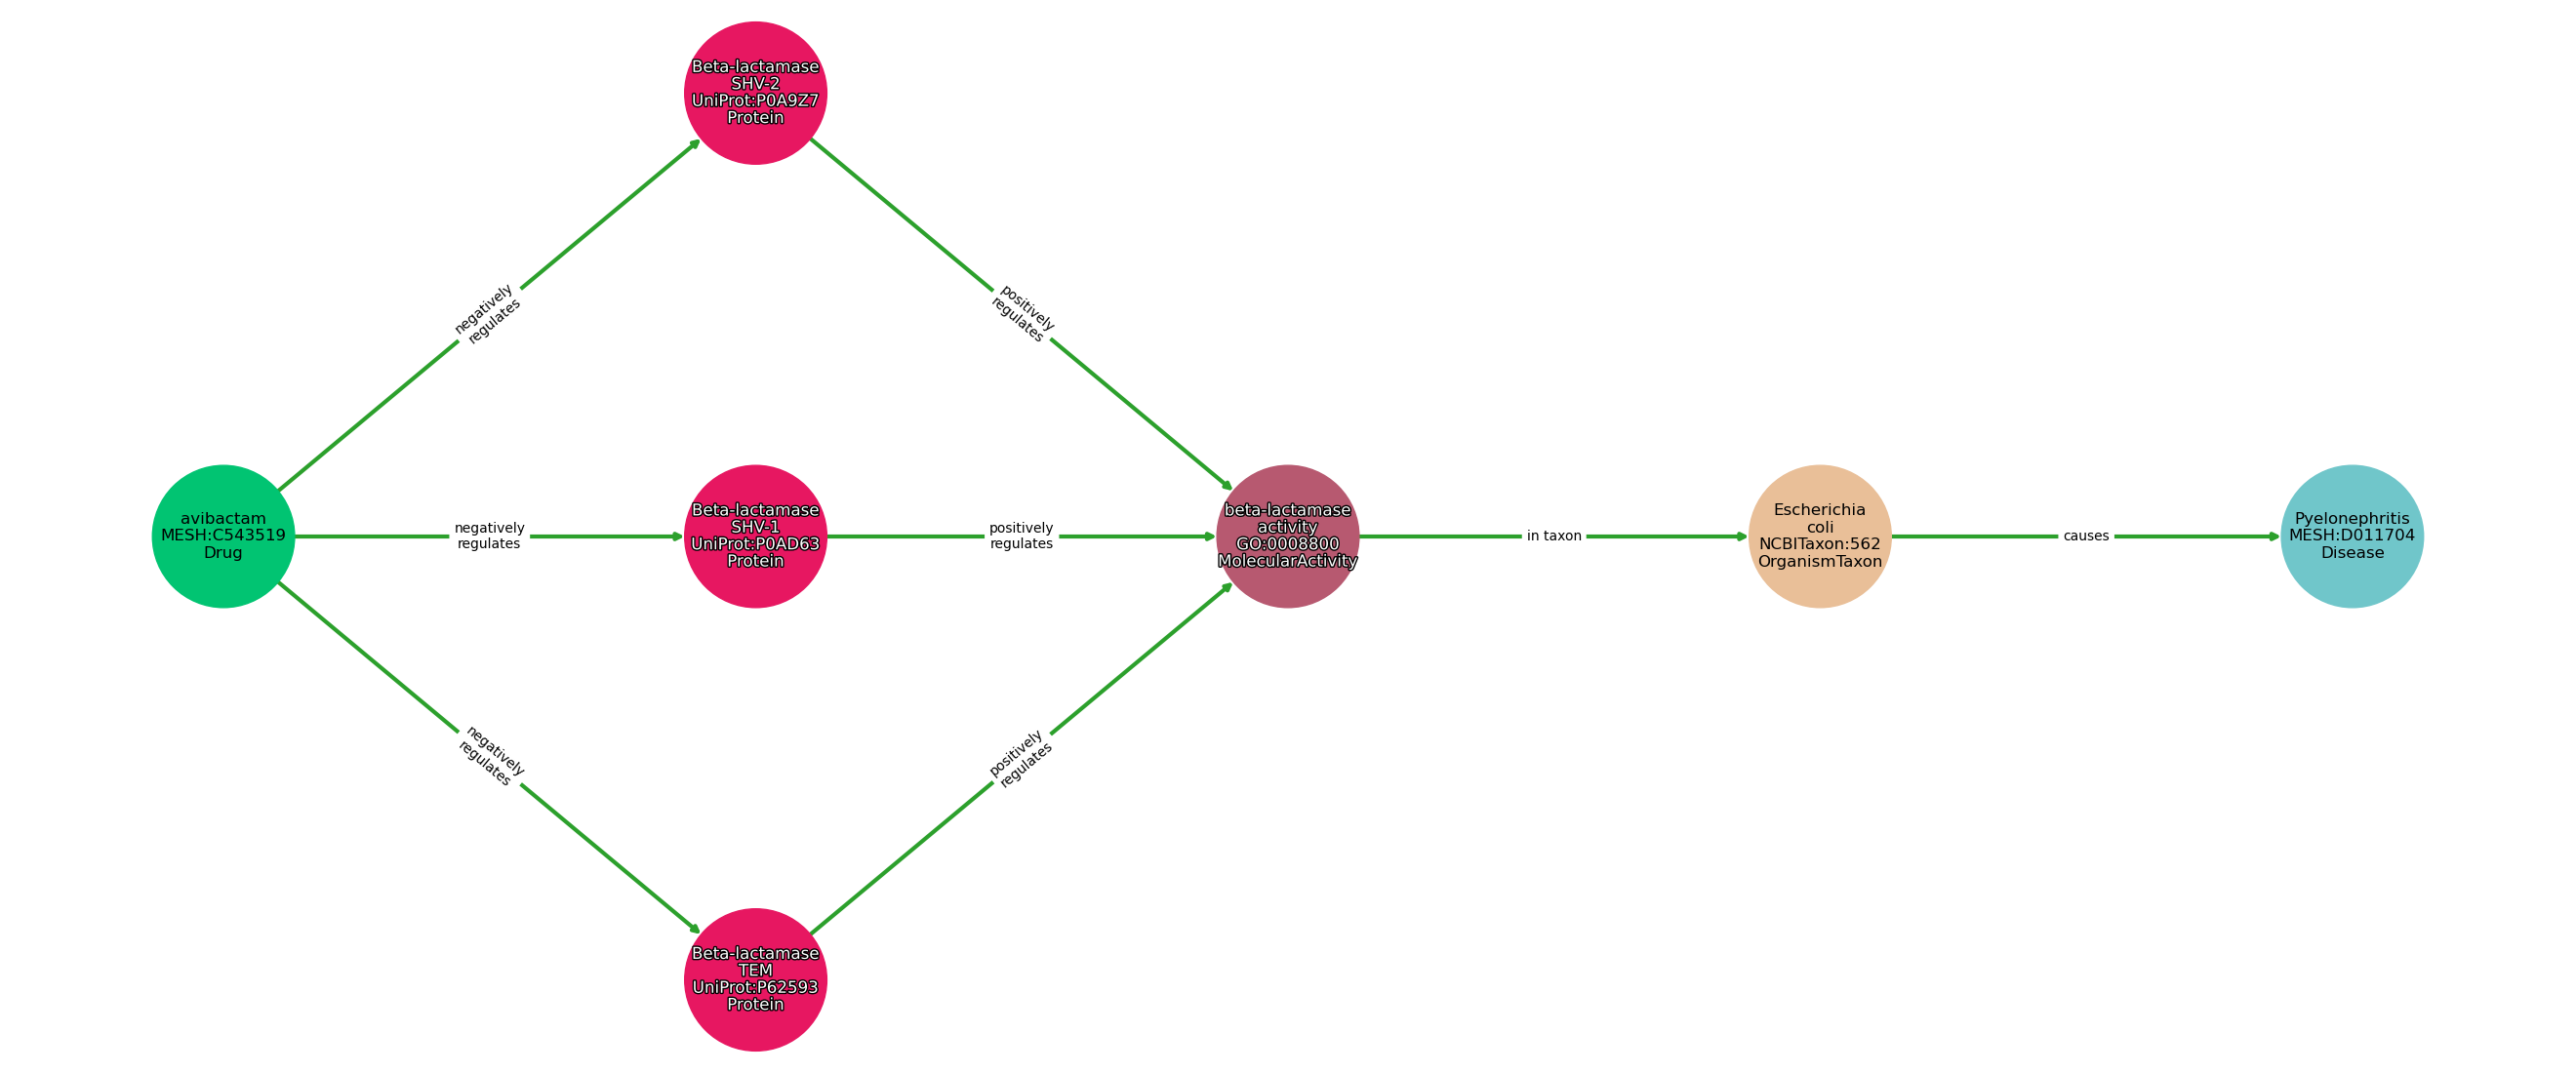 Beta-lactamase
SHV-2
UniProt:P0A9Z7
Protein
negatively
regulates
positively
regulates
avibactam
MESH:C543519
Drug
negatively
regulates
Beta-lactamase
SHV-1
UniProt:P0AD63
Protein
positively
regulates
beta-lactamase
activity
GO:0008800
MolecularActivity
in taxon
Escherichia
coli
NCBITaxon:562
OrganismTaxon
causes
Pyelonephritis
MESH:D011704
Disease
negatively
regulates
positively
regulates
Beta-lactamase
TEM
UniProt:P62593
Protein